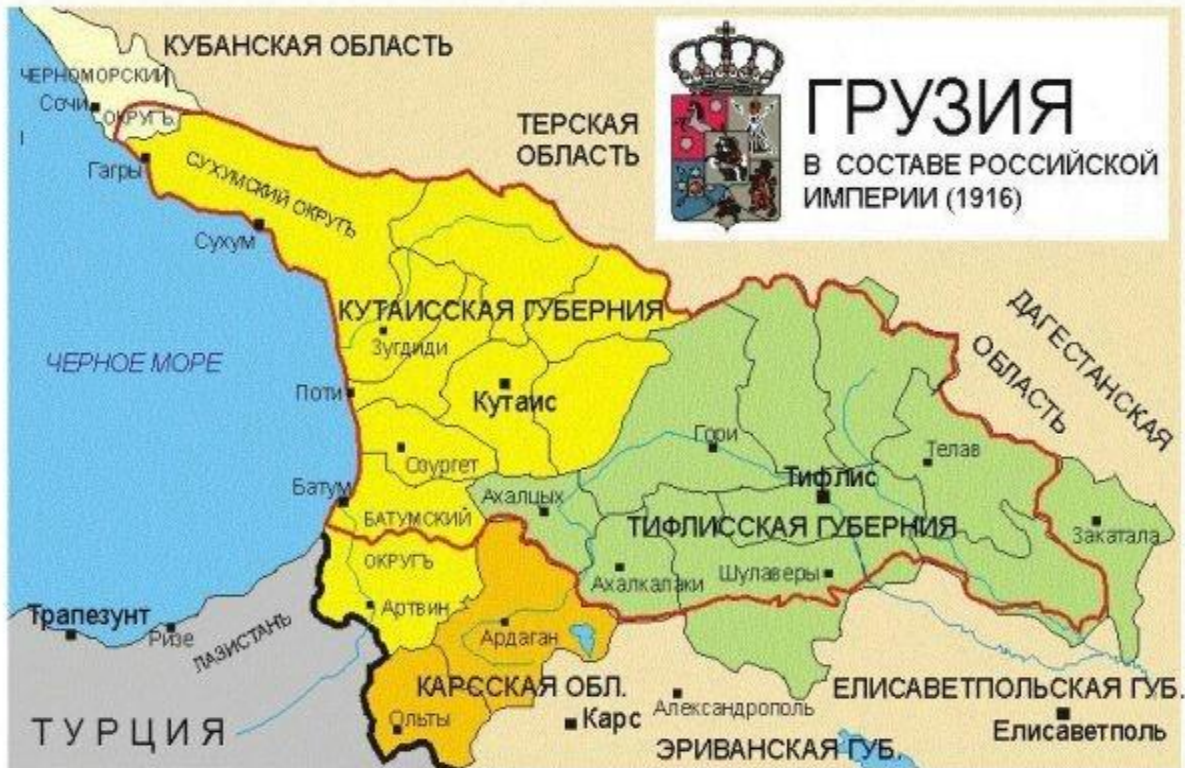 КУБАНСКАЯ ОБЛАСТЬ
ЧЕРНОМОРСКИЙ
Сочи
ОКРУГЪ
Гагры
ТЕРСКАЯ
ОБЛАСТЬ
ГРУЗИЯ
В СОСТАВЕ РОССИЙСКОЙ
ИМПЕРИИ (1916)
СУХУМСКИЙ ОКРУГЪ
Сухум
КУТАИССКАЯ ГУБЕРНИЯ
Зугдиди
ДАГЕСТАНСКАЯ
ОБЛАСТЬ
ЧЕРНОЕ МОРЕ
Поти
Кутаис
Гори
Телав
Озургет
Тифлис
Батум
Ахалцых
БАТУМСКИЙ
ТИФЛИССКАЯ ГУБЕРНИЯ
Закатала
ОКРУГЪ
Ахалкалаки
Шулаверы
Артвин
Трапезунт
Ризе
ЛАЗИСТАНЬ
Ардаган
КАРССКАЯ ОБЛ.
ЕЛИСАВЕТПОЛЬСКАЯ ГУБ.
Александрополь
Ольты
Карс
Елисаветполь
ТУРЦИЯ
ЭРИВАНСКАЯ ГУБ.